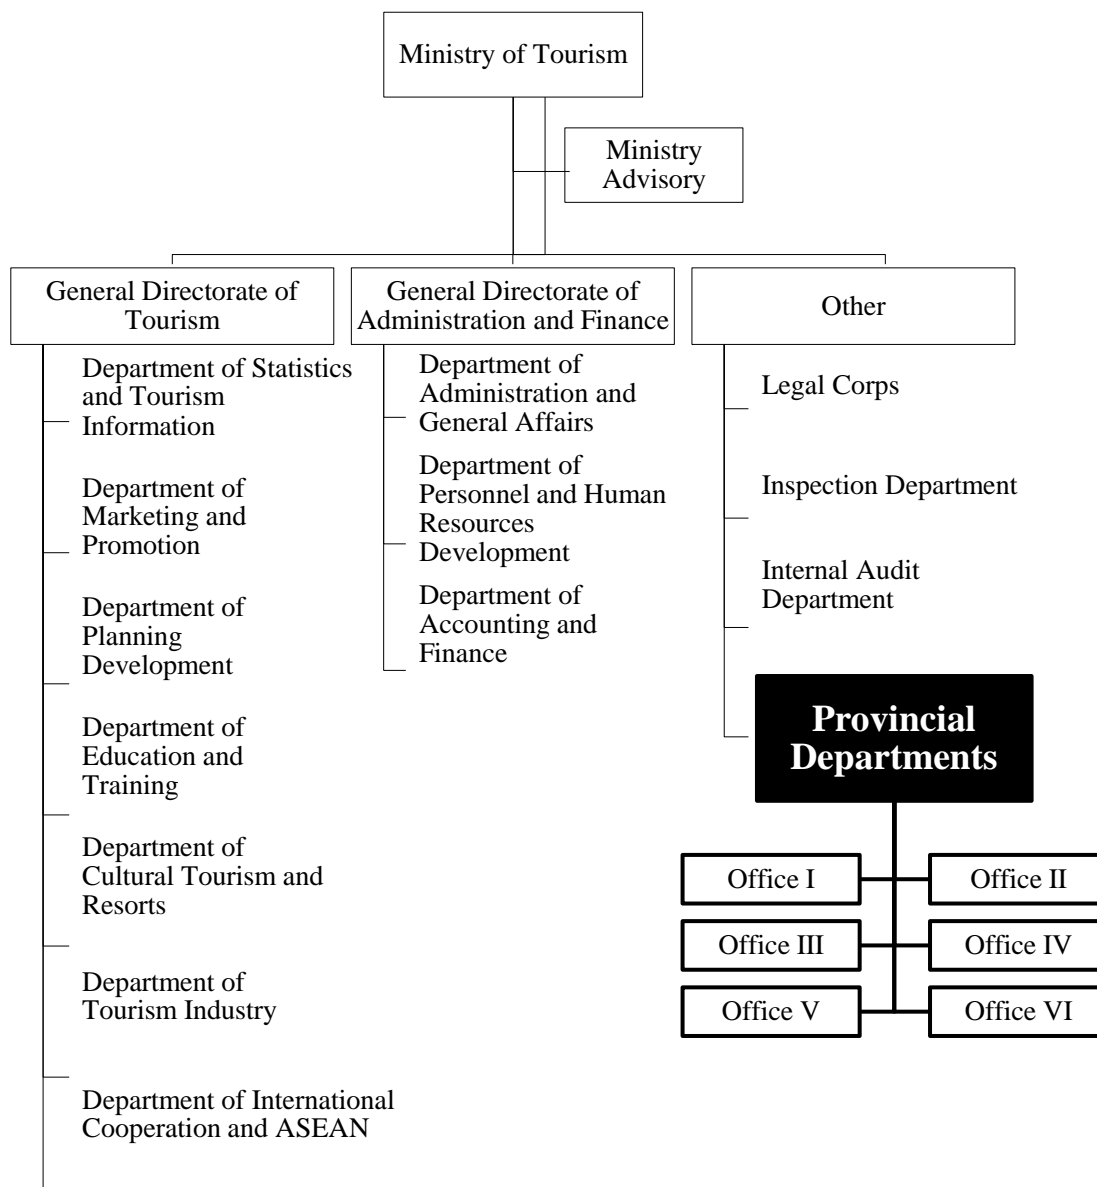 Ministry of Tourism
Ministry
Advisory
General Directorate of
Tourism
General Directorate of
Administration and Finance
Other
Department of Statistics
and Tourism
Information
Department of
Marketing and
Promotion
Department of
Planning
Development
Department of
Education and
Training
Department of
Cultural Tourism and
Resorts
Department of
Tourism Industry
Department of International
Cooperation and ASEAN
Department of
Administration and
General Affairs
Department of
Personnel and Human
Resources
Development
Department of
Accounting and
Finance
Legal Corps
Inspection Department
Internal Audit
Department
Provincial
Departments
Office I
Office II
Office III
Office IV
Office V
Office VI